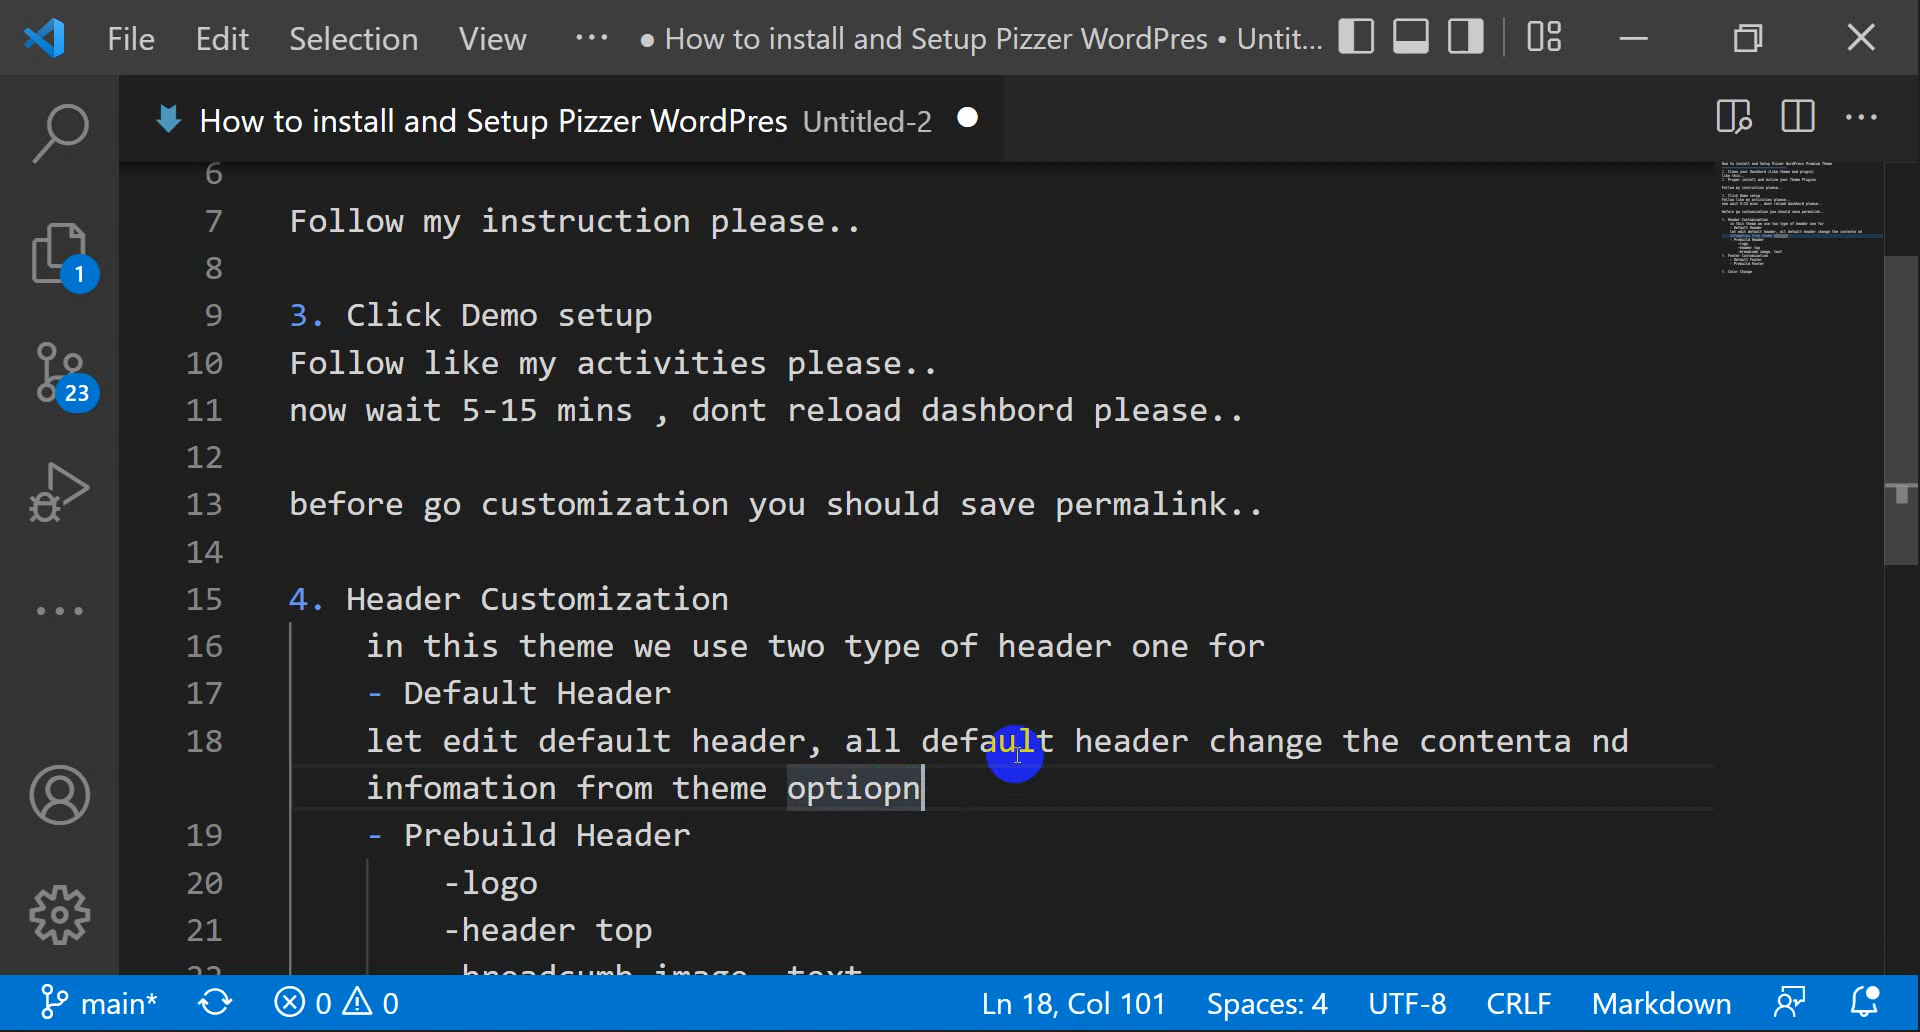 File Edit Selection View ··· ● How to install and Setup Pizzer WordPres • Untit...
How to install and Setup Pizzer WordPres Untitled-2 ●
6
7 Follow my instruction please..
8
9 3. Click Demo setup
10 Follow like my activities please..
11 now wait 5-15 mins , dont reload dashbord please..
12
13 before go customization you should save permalink..
14
15 4. Header Customization
16 in this theme we use two type of header one for
17 - Default Header
18 let edit default header, all default header change the contenta nd
infomation from theme optiopn
19 - Prebuild Header
20 -logo
21 -header top
22 -breadcumb image, text
1
23
main* 0 0 Ln 18, Col 101 Spaces: 4 UTF-8 CRLF Markdown